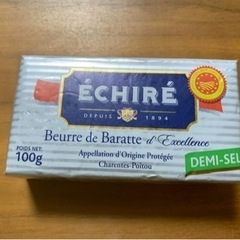 ÉCHIRÉ
DEPUIS 1894
Beurre de Baratte d'Excellence
POIDS NET:
100g
Appellation d'Origine Protégée
Charentes-Poitou
DEMI-SEL